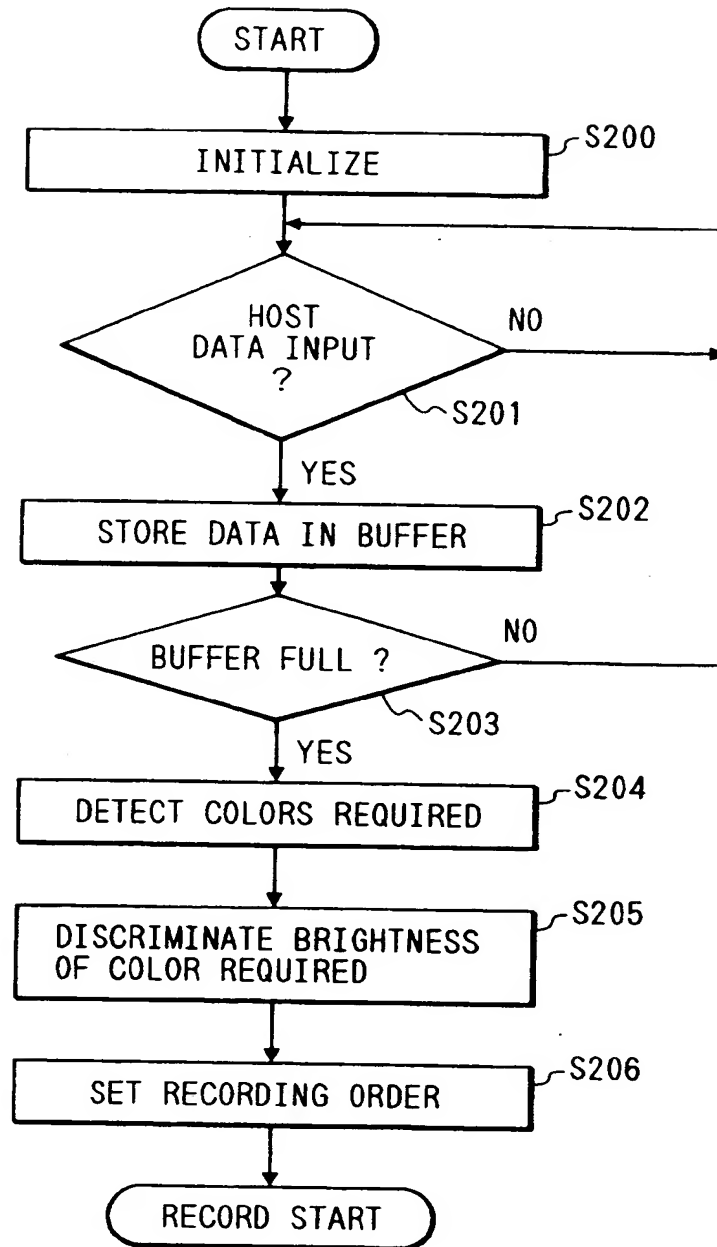 START
S200
INITIALIZE
HOST
DATA INPUT
?
NO
S201
YES
STORE DATA IN BUFFER
S202
BUFFER FULL ?
NO
S203
YES
DETECT COLORS REQUIRED
S204
DISCRIMINATE BRIGHTNESS
OF COLOR REQUIRED
S205
SET RECORDING ORDER
S206
RECORD START